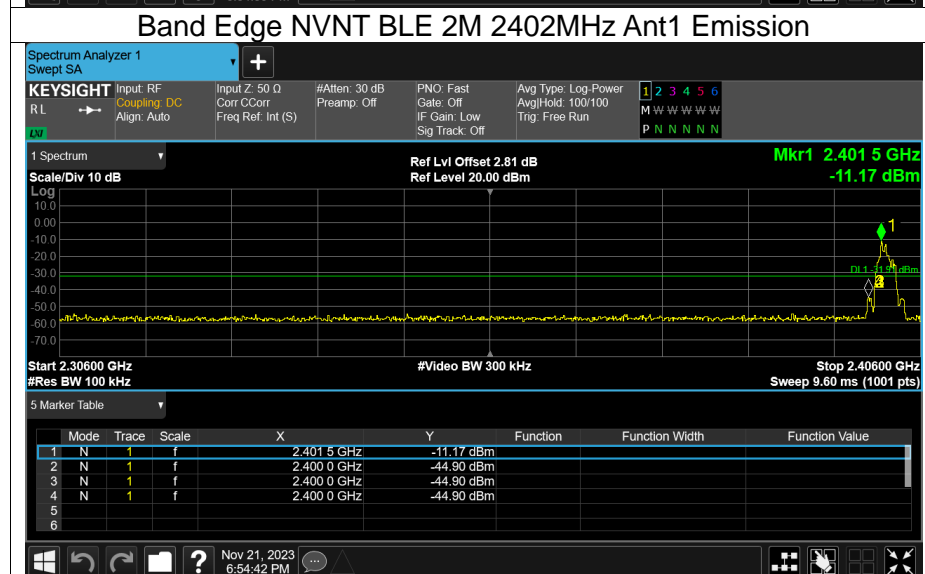 Band Edge NVNT BLE 2M 2402MHz Ant1 Emission
Spectrum Analyzer 1
Swept SA
+
KEYSIGHT Input: RF Input Z: 50 Ω #Atten: 30 dB PNO: Fast Avg Type: Log-Power 1 2 3 4 5 6
R L Coupling: DC Corr CCorr Preamp: Off Gate: Off Avg|Hold: 100/100 M W W W W W
Align: Auto Freq Ref: Int (S) IF Gain: Low Trig: Free Run
LXI Sig Track: Off P N N N N N
1 Spectrum Ref Lvl Offset 2.81 dB Mkr1 2.401 5 GHz
Scale/Div 10 dB Ref Level 20.00 dBm -11.17 dBm
Log
10.0
0.00
1
-10.0
-20.0
-30.0
-40.0
-50.0
-60.0
-70.0
Start 2.30600 GHz #Video BW 300 kHz Stop 2.40600 GHz
#Res BW 100 kHz Sweep 9.60 ms (1001 pts)
5 Marker Table
Mode Trace Scale X Y Function Function Width Function Value
1 N 1 f 2.401 5 GHz -11.17 dBm
2 N 1 f 2.400 0 GHz -44.90 dBm
3 N 1 f 2.400 0 GHz -44.90 dBm
4 N 1 f 2.400 0 GHz -44.90 dBm
5
6
? Nov 21, 2023
6:54:42 PM